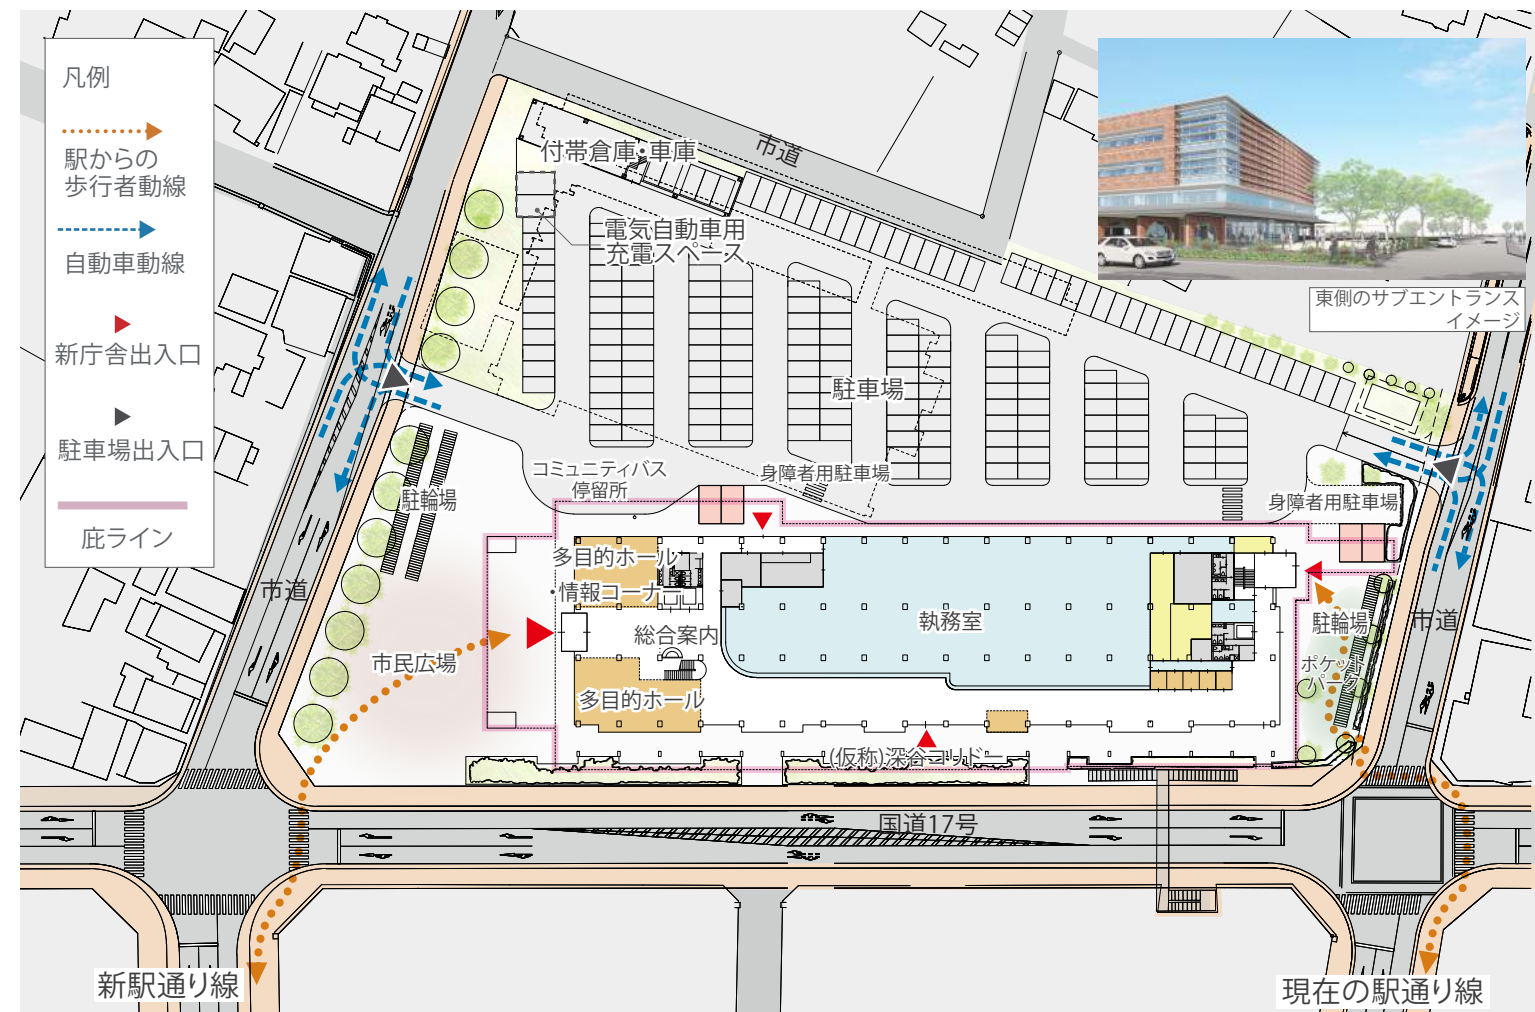 凡例
駅からの
歩行者動線
自動車動線
新庁舎出入口
駐車場出入口
庇ライン
付帯倉庫・車庫
市道
電気自動車用
充電スペース
東側のサブエントランス
イメージ
駐車場
コミュニティバス
停留所
身障者用駐車場
身障者用駐車場
駐輪場
多目的ホール
・情報コーナー
市道
総合案内
執務室
駐輪場
市道
市民広場
ポケット
パーク
多目的ホール
(仮称)深谷コリドー
国道17号
新駅通り線
現在の駅通り線